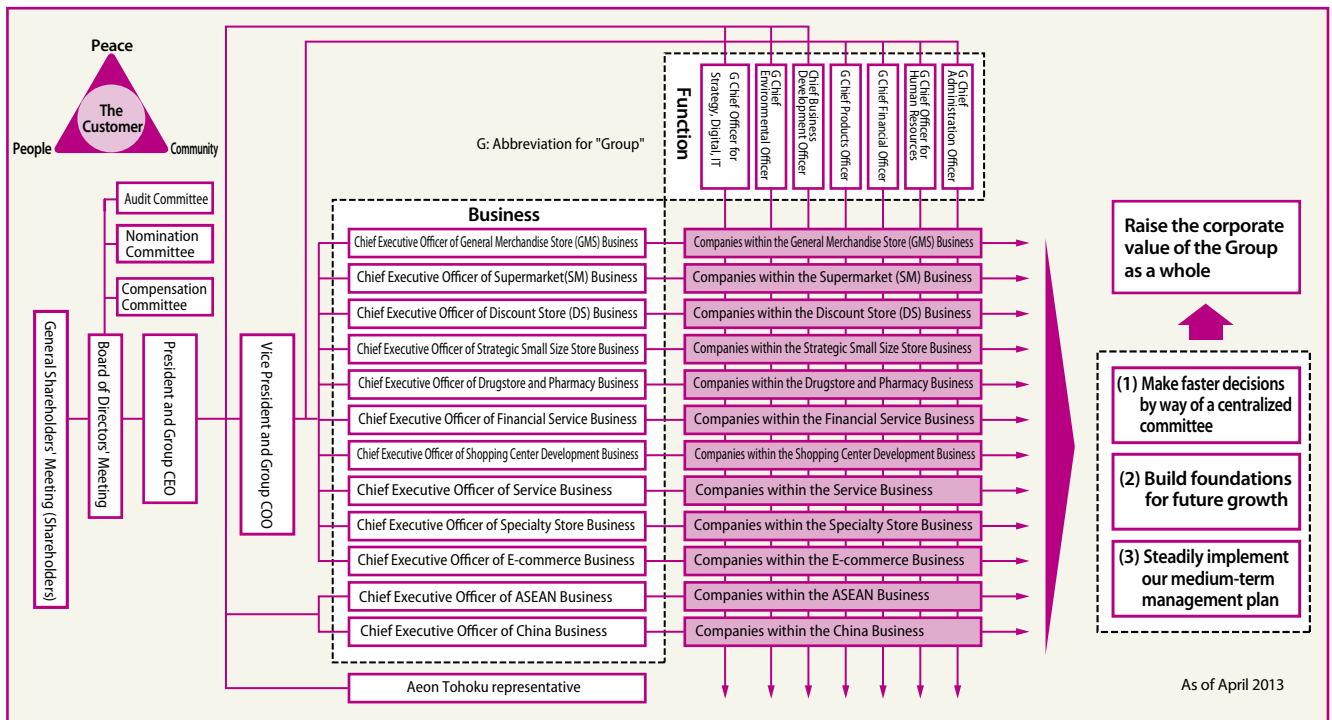 Peace
The
Customer
People
Community
G: Abbreviation for "Group"
Function
G Chief Officer for
Strategy, Digital, IT
G Chief
Environmental Officer
Chief Business
Development Officer
G Chief Products Officer
G Chief Financial Officer
G Chief Officer for
Human Resources
G Chief
Administration Officer
Audit Committee
Nomination
Committee
Compensation
Committee
General Shareholders' Meeting (Shareholders)
Board of Directors' Meeting
President and Group CEO
Vice President and Group COO
Business
Chief Executive Officer of General Merchandise Store (GMS) Business
Companies within the General Merchandise Store (GMS) Business
Chief Executive Officer of Supermarket(SM) Business
Companies within the Supermarket (SM) Business
Chief Executive Officer of Discount Store (DS) Business
Companies within the Discount Store (DS) Business
Chief Executive Officer of Strategic Small Size Store Business
Companies within the Strategic Small Size Store Business
Chief Executive Officer of Drugstore and Pharmacy Business
Companies within the Drugstore and Pharmacy Business
Chief Executive Officer of Financial Service Business
Companies within the Financial Service Business
Chief Executive Officer of Shopping Center Development Business
Companies within the Shopping Center Development Business
Chief Executive Officer of Service Business
Companies within the Service Business
Chief Executive Officer of Specialty Store Business
Companies within the Specialty Store Business
Chief Executive Officer of E-commerce Business
Companies within the E-commerce Business
Chief Executive Officer of ASEAN Business
Companies within the ASEAN Business
Chief Executive Officer of China Business
Companies within the China Business
Aeon Tohoku representative
Raise the corporate
value of the Group
as a whole
(1) Make faster decisions
by way of a centralized
committee
(2) Build foundations
for future growth
(3) Steadily implement
our medium-term
management plan
As of April 2013